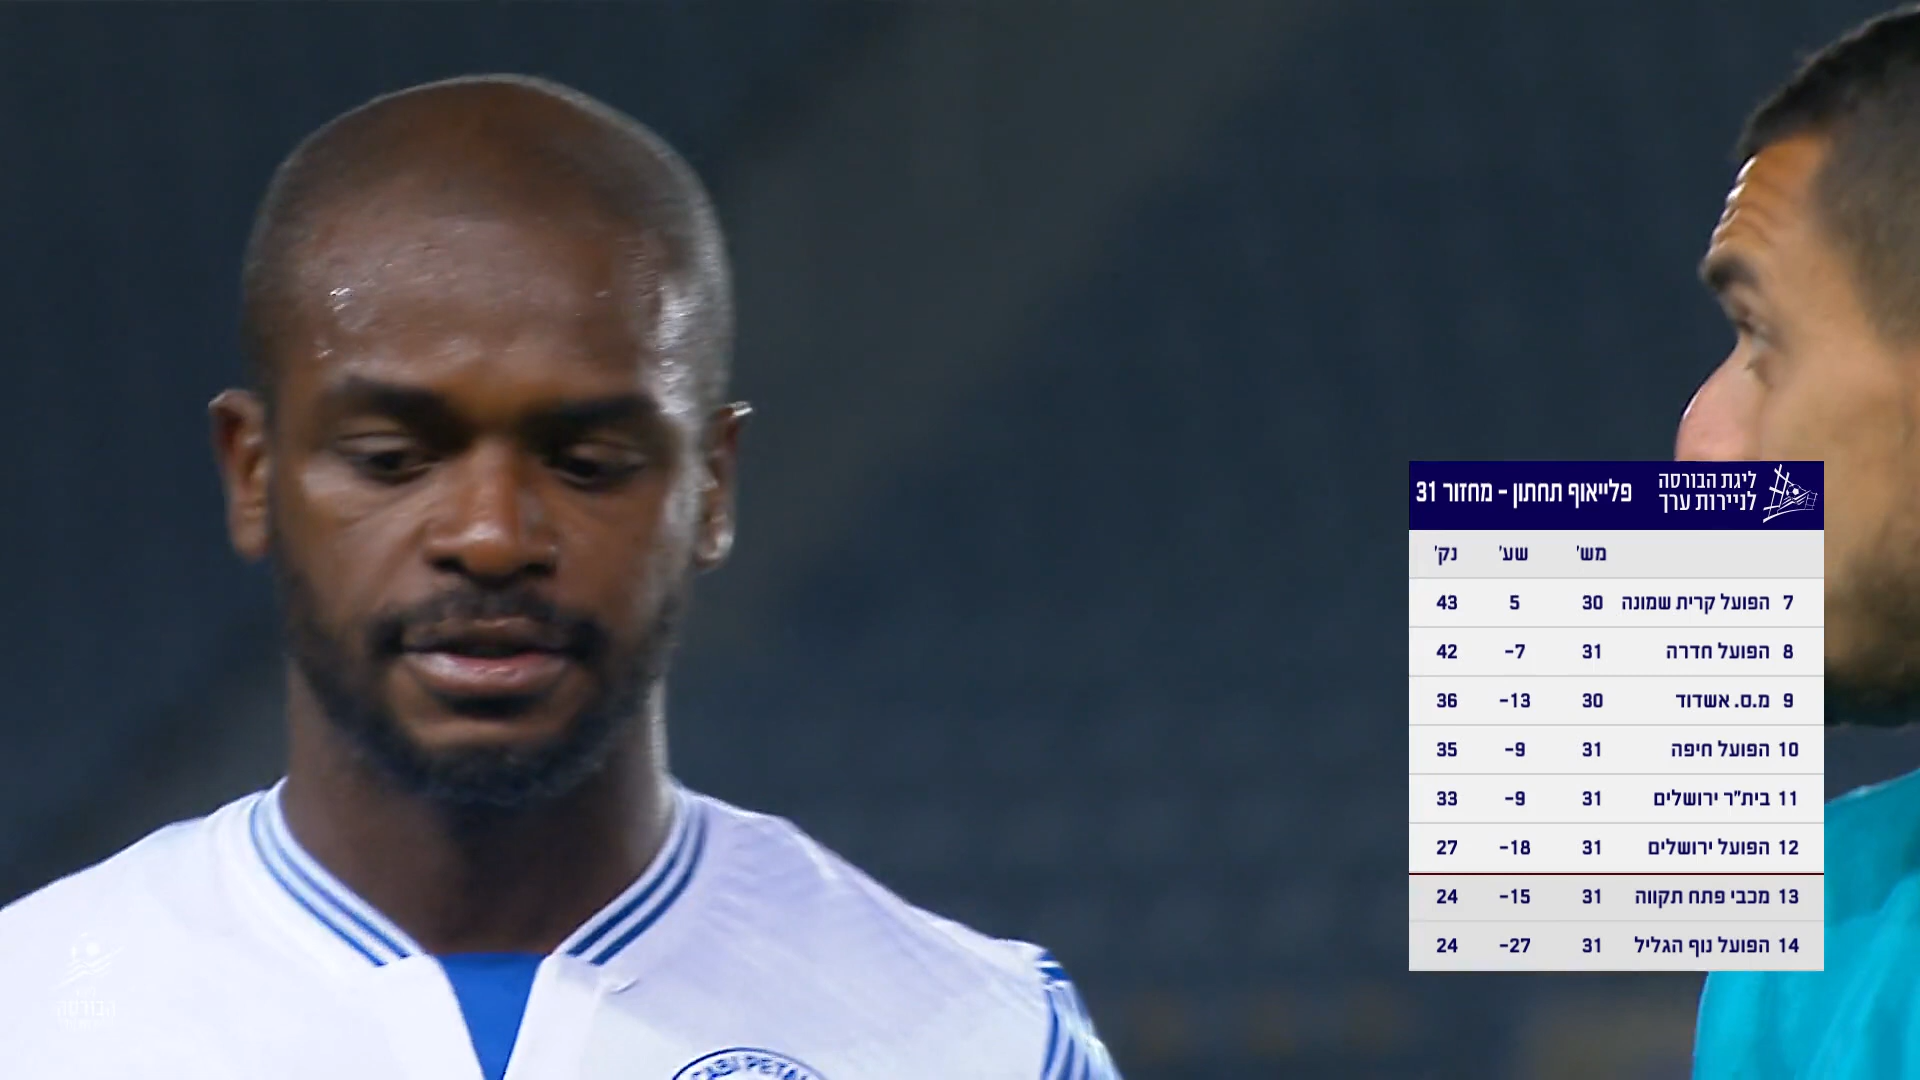 ליגת הבורסה
לניירות ערך
פלייאוף תחתון - מחזור 31
מש' שע' נק'
7 הפועל קרית שמונה 30 5 43
8 הפועל חדרה 31 -7 42
9 מ.ס. אשדוד 30 -13 36
10 הפועל חיפה 31 -9 35
11 בית"ר ירושלים 31 -9 33
12 הפועל ירושלים 31 -18 27
13 מכבי פתח תקווה 31 -15 24
14 הפועל נוף הגליל 31 -27 24
הבורסה
CABI PETAH